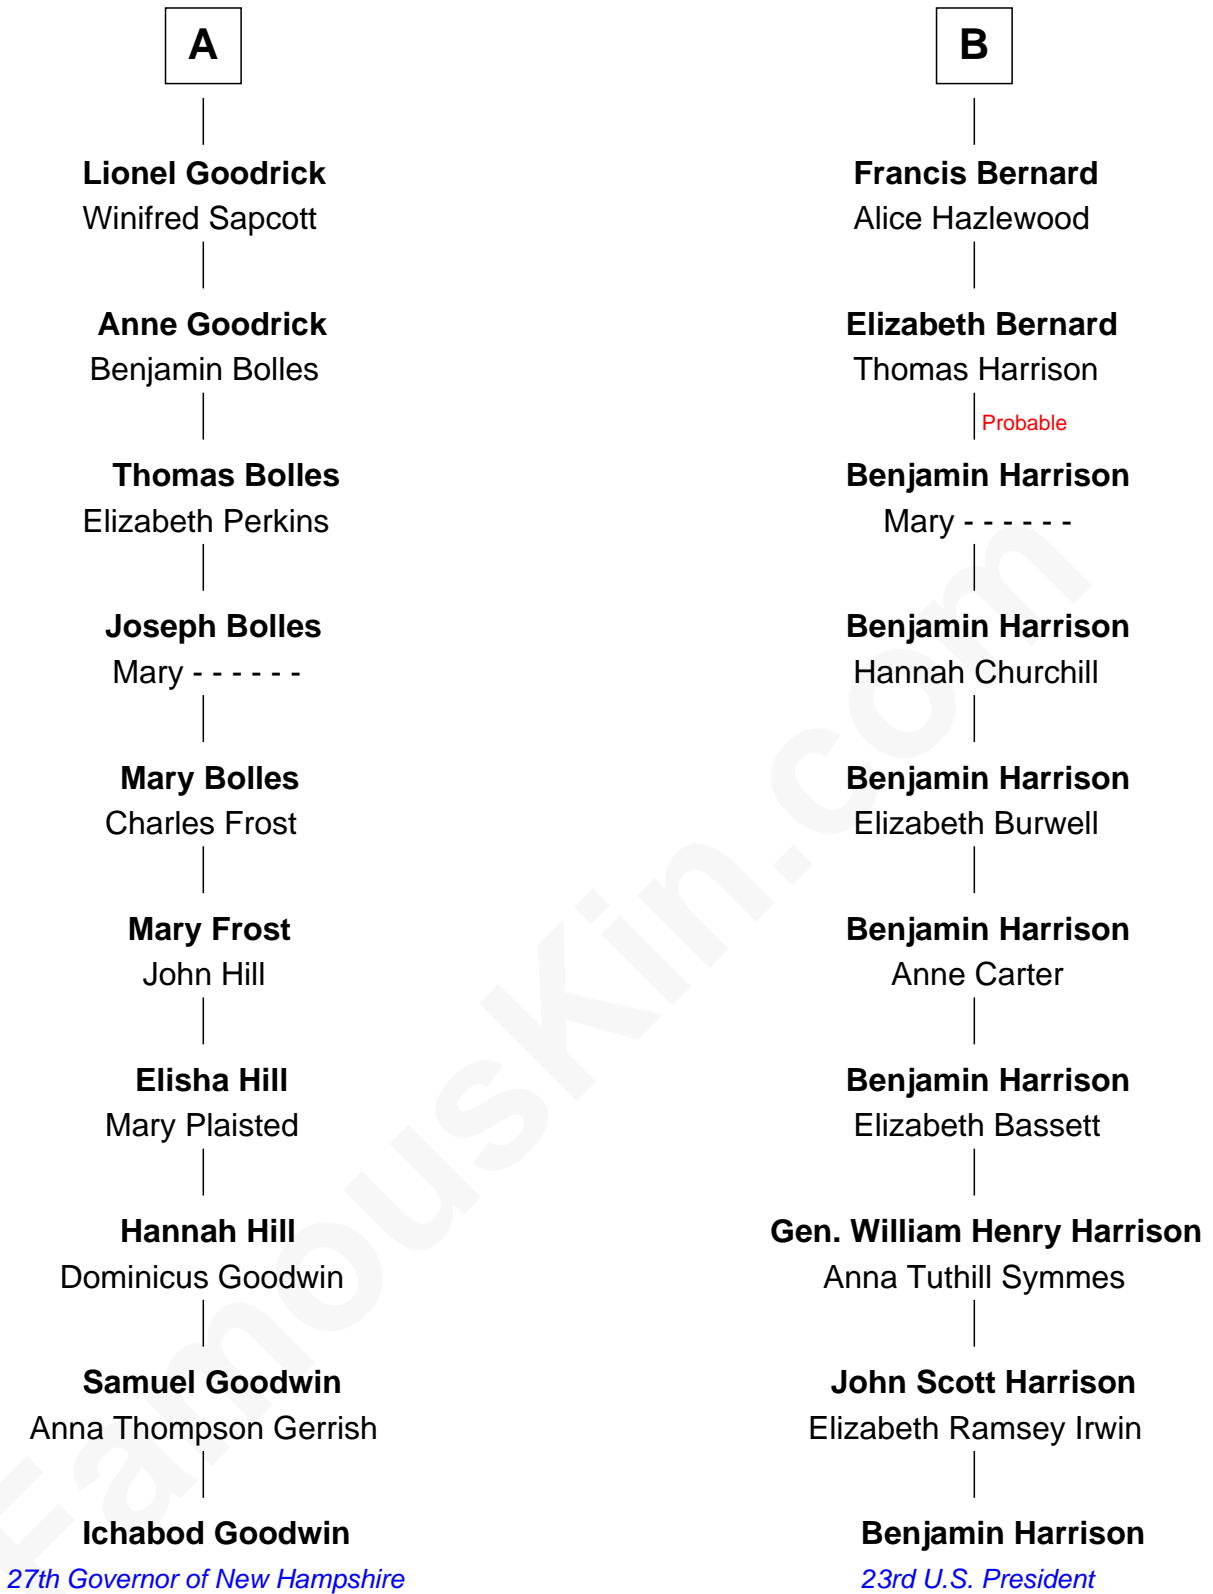 A
Lionel Goodrick
Winifred Sapcott
Anne Goodrick
Benjamin Bolles
Thomas Bolles
Elizabeth Perkins
Joseph Bolles
Mary - - - - - -
Mary Bolles
Charles Frost
Mary Frost
John Hill
Elisha Hill
Mary Plaisted
Hannah Hill
Dominicus Goodwin
Samuel Goodwin
Anna Thompson Gerrish
Ichabod Goodwin
27th Governor of New Hampshire
B
Francis Bernard
Alice Hazlewood
Elizabeth Bernard
Thomas Harrison
Probable
Benjamin Harrison
Mary - - - - - -
Benjamin Harrison
Hannah Churchill
Benjamin Harrison
Elizabeth Burwell
Benjamin Harrison
Anne Carter
Benjamin Harrison
Elizabeth Bassett
Gen. William Henry Harrison
Anna Tuthill Symmes
John Scott Harrison
Elizabeth Ramsey Irwin
Benjamin Harrison
23rd U.S. President
FamousKin.com